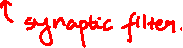 ↑ synaptic filter.